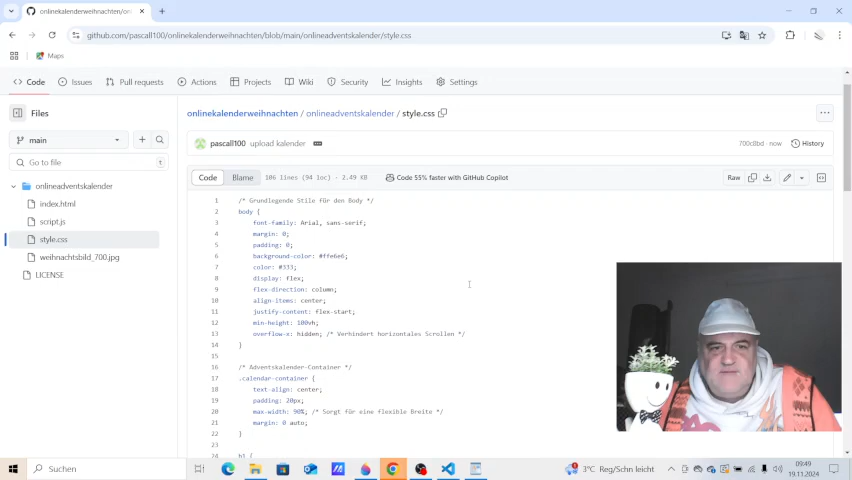 onlinekalenderweihnachten/on
github.com/pascall100/onlinekalenderweihnachten/blob/main/onlineadventskalender/style.css
Maps
Code Issues Pull requests Actions Projects Wiki Security Insights Settings
Files
onlinekalenderweihnachten / onlineadventskalender / style.css
main
pascall100 upload kalender
· now History
Go to file
Code Blame 106 lines (94 loc) · 2.49 KB Code 55% faster with GitHub Copilot Raw
onlineadventskalender
index.html
script.js
style.css
weihnachtsbild_700.jpg
LICENSE
1 /* Grundlegende Stile für den Body */
2 body {
3 font-family: Arial, sans-serif;
4 margin: 0;
5 padding: 0;
6 background-color: #ffe6e6;
7 color: #333;
8 display: flex;
9 flex-direction: column;
10 align-items: center;
11 justify-content: flex-start;
12 min-height: 100vh;
13 overflow-x: hidden; /* Verhindert horizontales Scrollen */
14 }
15
16 /* Adventskalender-Container */
17 .calendar-container {
18 text-align: center;
19 padding: 20px;
20 max-width: 90%; /* Sorgt für eine flexible Breite */
21 margin: 0 auto;
22 }
23
24 h1 {
Suchen
3°C Reg/Schn leicht
09:49
19.11.2024